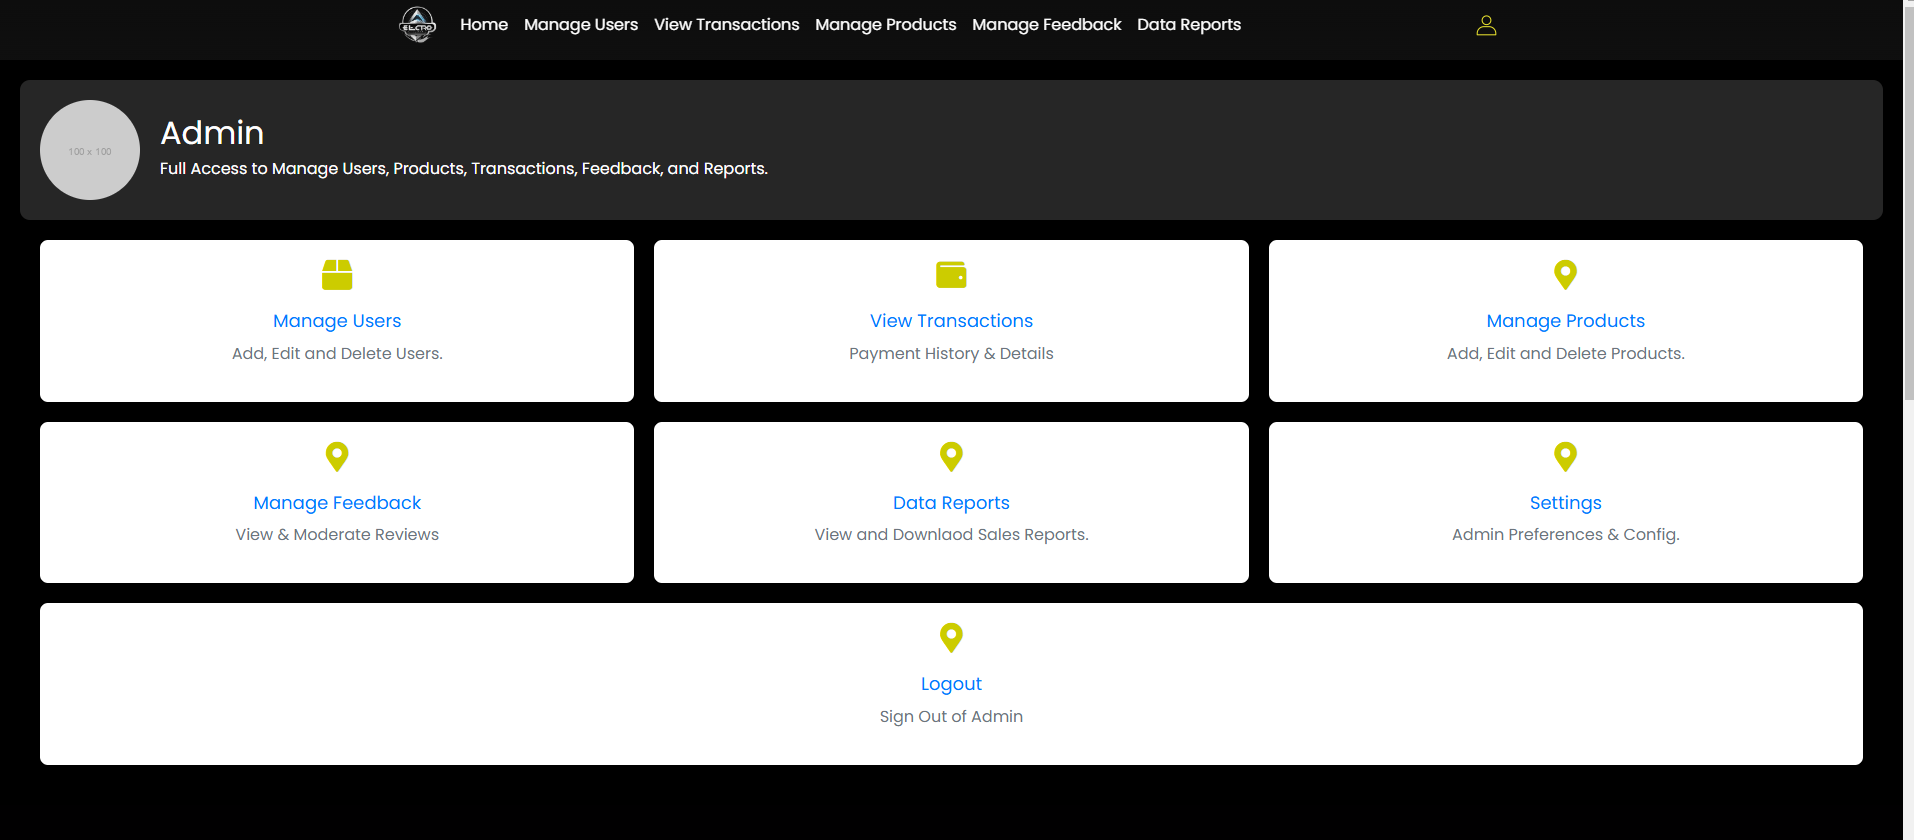 ELECTRO
Home Manage Users View Transactions Manage Products Manage Feedback Data Reports
100 x 100
Admin
Full Access to Manage Users, Products, Transactions, Feedback, and Reports.
Manage Users
Add, Edit and Delete Users.
View Transactions
Payment History & Details
Manage Products
Add, Edit and Delete Products.
Manage Feedback
View & Moderate Reviews
Data Reports
View and Downlaod Sales Reports.
Settings
Admin Preferences & Config.
Logout
Sign Out of Admin